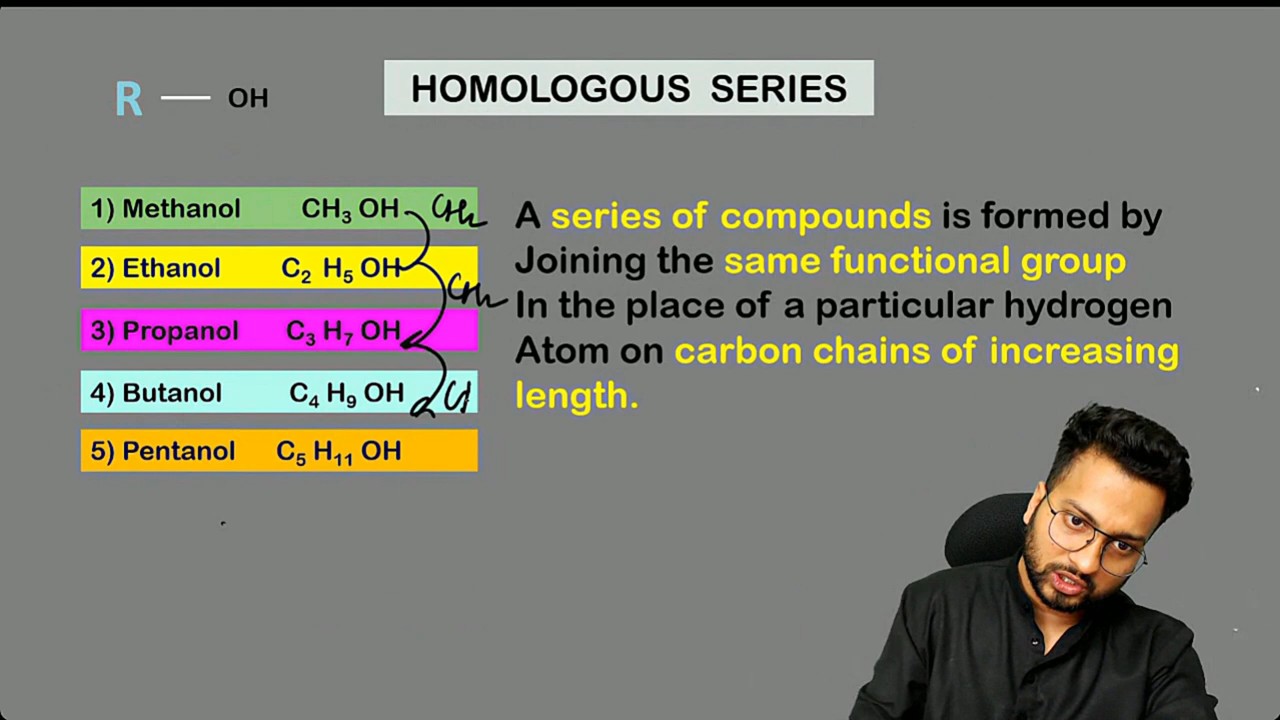 R — OH
HOMOLOGOUS SERIES
1) Methanol CH₃ OH CH₂
2) Ethanol C₂ H₅ OH
CH₂
3) Propanol C₃ H₇ OH
4) Butanol C₄ H₉ OH
5) Pentanol C₅ H₁₁ OH
A series of compounds is formed by
Joining the same functional group
In the place of a particular hydrogen
Atom on carbon chains of increasing
length.